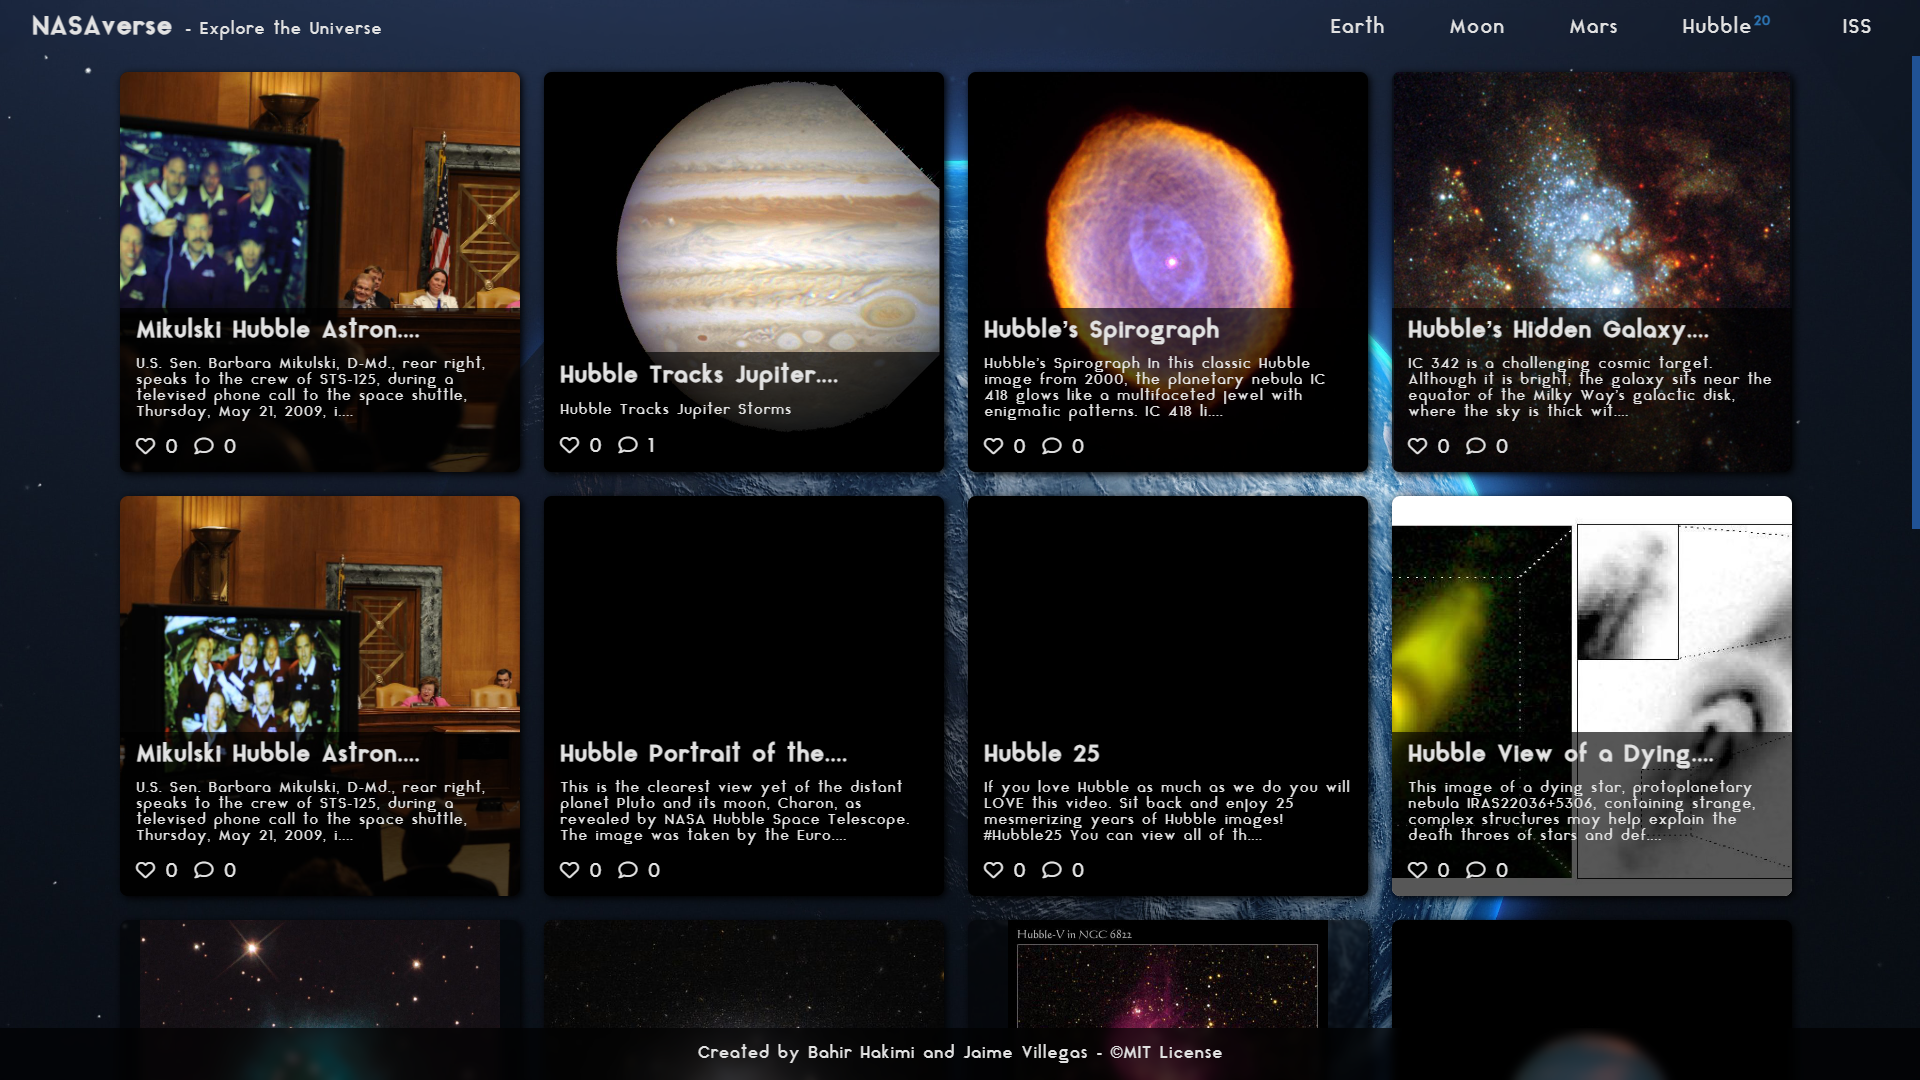 NASAverse - Explore the Universe
Earth Moon Mars Hubble20 ISS
Mikulski Hubble Astron....
U.S. Sen. Barbara Mikulski, D-Md., rear right,
speaks to the crew of STS-125, during a
televised phone call to the space shuttle,
Thursday, May 21, 2009, i....
0 0
Hubble Tracks Jupiter....
Hubble Tracks Jupiter Storms
0 1
Hubble's Spirograph
Hubble's Spirograph In this classic Hubble
image from 2000, the planetary nebula IC
418 glows like a multifaceted jewel with
enigmatic patterns. IC 418 li....
0 0
Hubble's Hidden Galaxy....
IC 342 is a challenging cosmic target.
Although it is bright, the galaxy sits near the
equator of the Milky Way's galactic disk,
where the sky is thick wit....
0 0
Mikulski Hubble Astron....
U.S. Sen. Barbara Mikulski, D-Md., rear right,
speaks to the crew of STS-125, during a
televised phone call to the space shuttle,
Thursday, May 21, 2009, i....
0 0
Hubble Portrait of the....
This is the clearest view yet of the distant
planet Pluto and its moon, Charon, as
revealed by NASA Hubble Space Telescope.
The image was taken by the Euro....
0 0
Hubble 25
If you love Hubble as much as we do you will
LOVE this video. Sit back and enjoy 25
mesmerizing years of Hubble images!
#Hubble25 You can view all of th....
0 0
Hubble View of a Dying....
This image of a dying star, protoplanetary
nebula IRAS22036+5306, containing strange,
complex structures may help explain the
death throes of stars and def....
0 0
Hubble-V in NGC 6822
Created by Bahir Hakimi and Jaime Villegas - ©MIT License